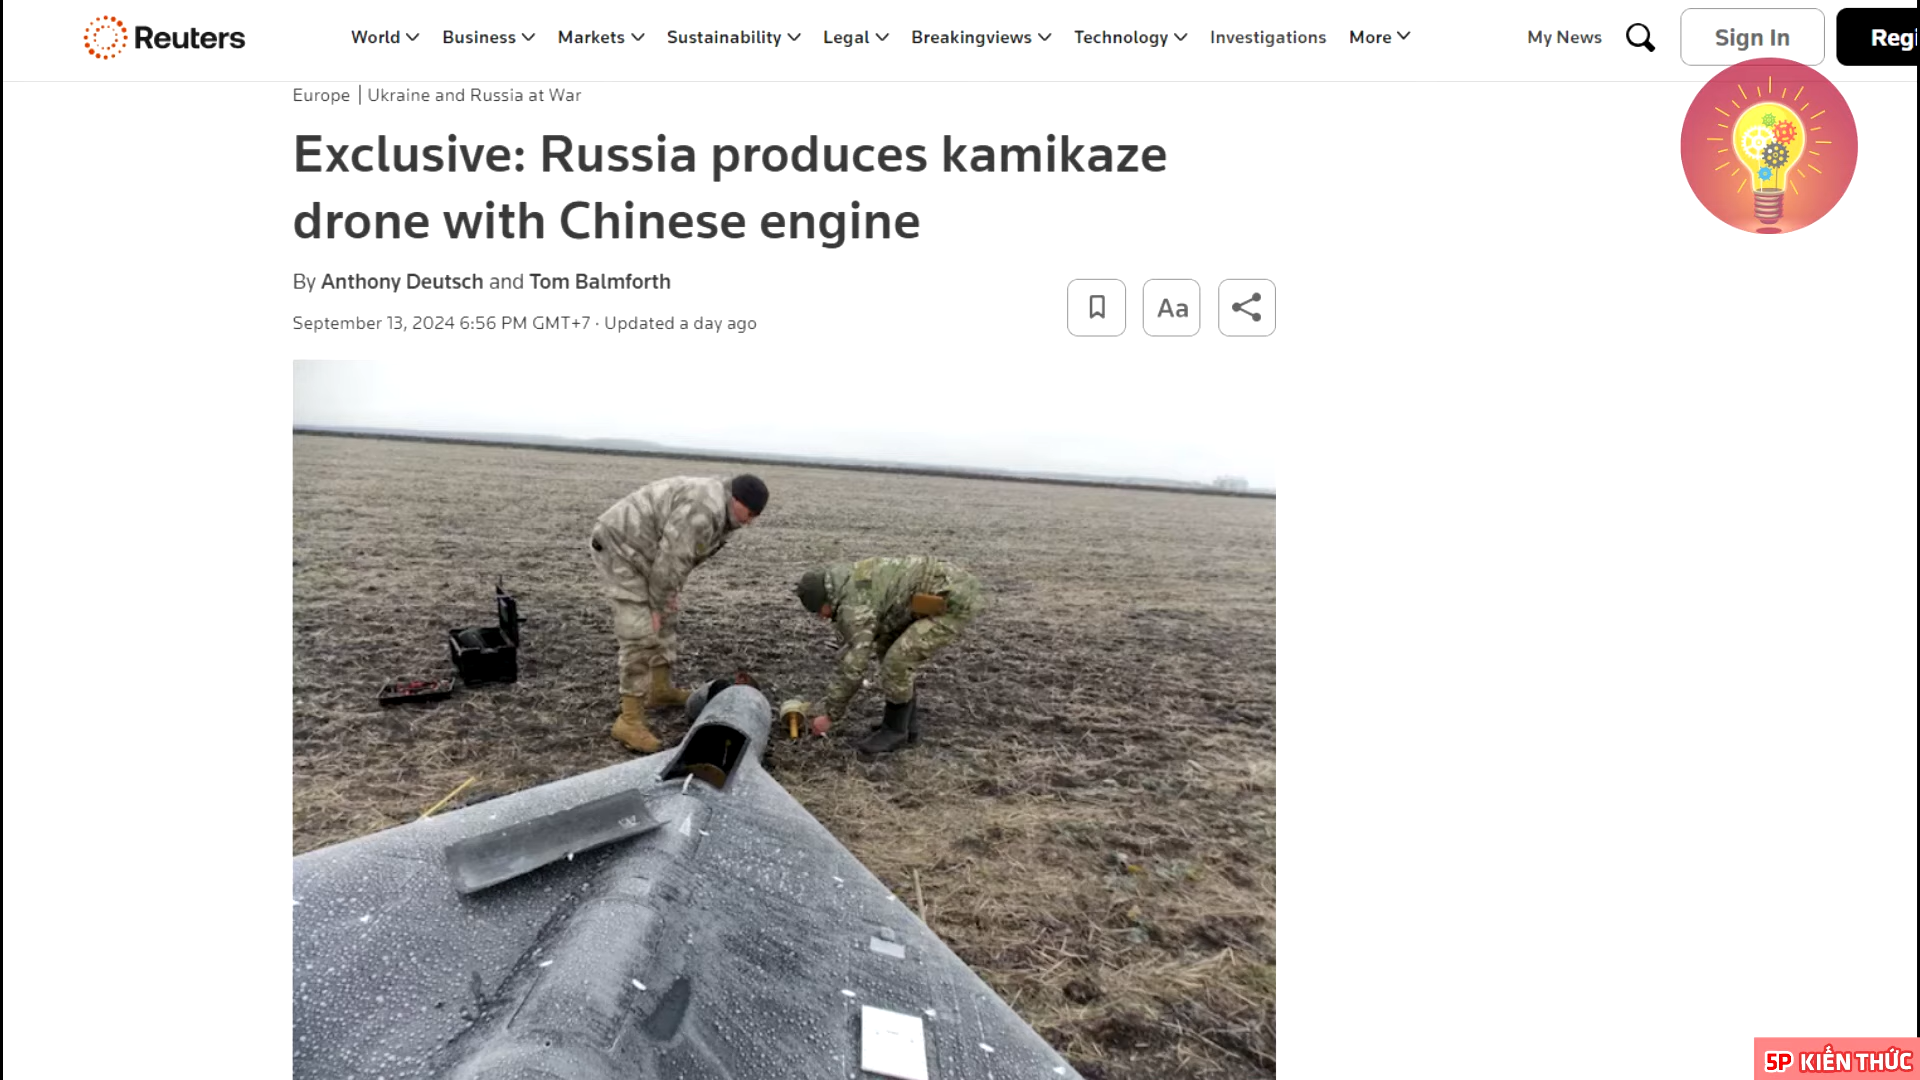 Reuters
World
Business
Markets
Sustainability
Legal
Breakingviews
Technology
Investigations
More
My News
Sign In
Regi
Europe | Ukraine and Russia at War
Exclusive: Russia produces kamikaze
drone with Chinese engine
By Anthony Deutsch and Tom Balmforth
September 13, 2024 6:56 PM GMT+7 · Updated a day ago
Aa
5P KIẾN THỨC